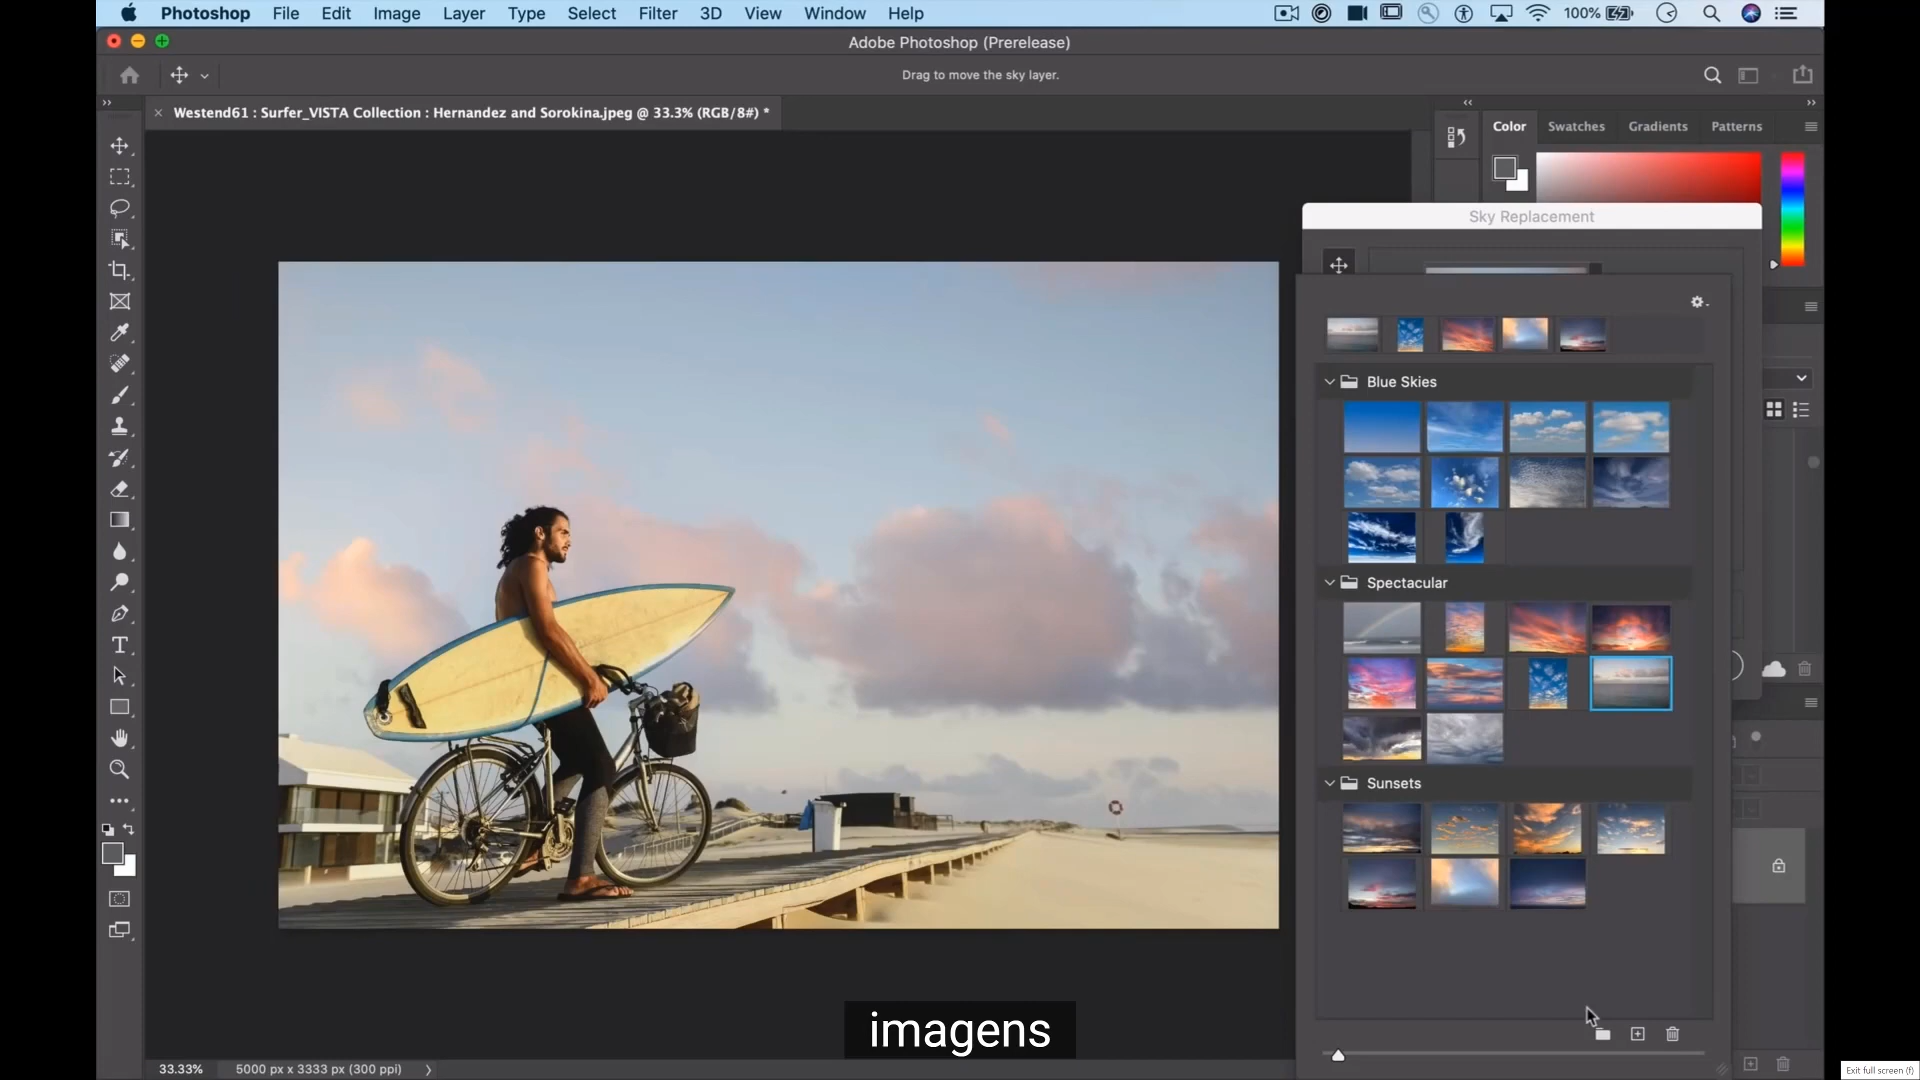 Photoshop File Edit Image Layer Type Select Filter 3D View Window Help 100%
Adobe Photoshop (Prerelease)
Drag to move the sky layer.
Westend61 : Surfer_VISTA Collection : Hernandez and Sorokina.jpeg @ 33.3% (RGB/8#) *
Color Swatches Gradients Patterns
Sky Replacement
Blue Skies
Spectacular
Sunsets
imagens
33.33% 5000 px x 3333 px (300 ppi)
Exit full screen (f)